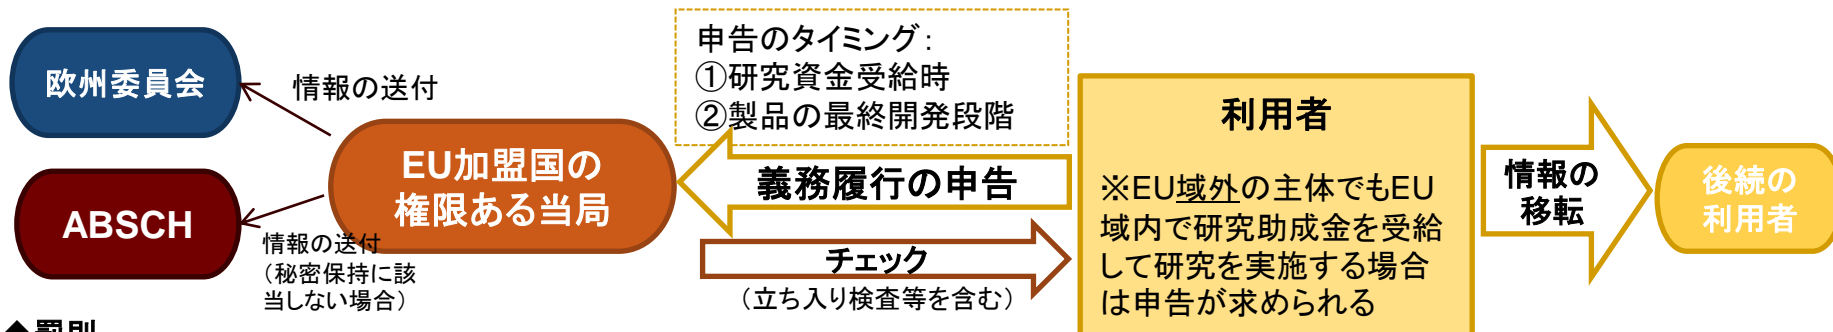 欧州委員会
情報の送付
ABSCH
情報の送付
（秘密保持に該
当しない場合）
EU加盟国の
権限ある当局
申告のタイミング：
①研究資金受給時
②製品の最終開発段階
義務履行の申告
チェック
（立ち入り検査等を含む）
利用者
※EU域外の主体でもEU
域内で研究助成金を受給
して研究を実施する場合
は申告が求められる
情報の
移転
後続の
利用者
◆罰則